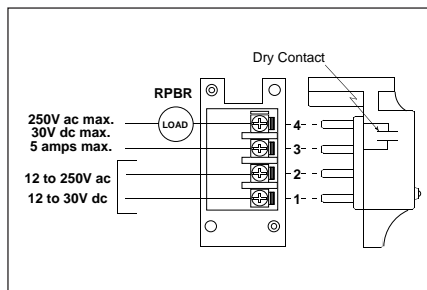 Dry Contact
RPBR
250V ac max.
30V dc max.
5 amps max.
LOAD
12 to 250V ac
12 to 30V dc
4
3
2
1